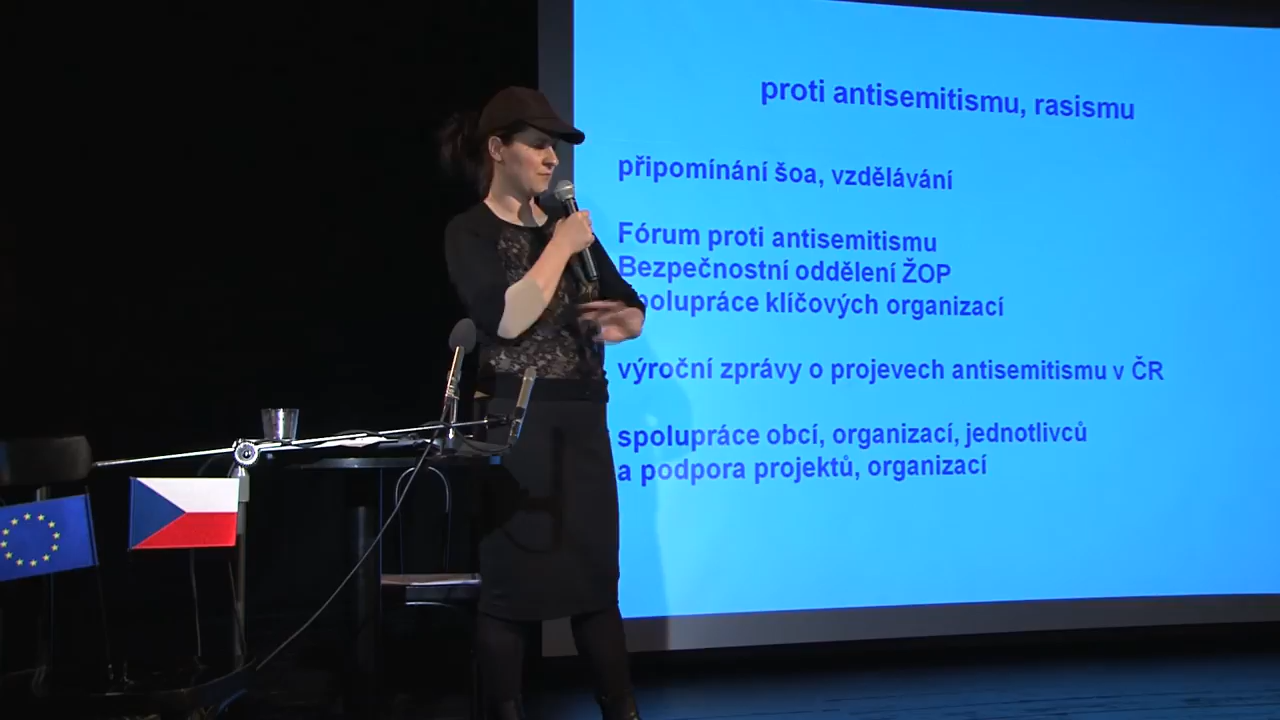 proti antisemitismu, rasismu
připomínání šoa, vzdělávání
Fórum proti antisemitismu
Bezpečnostní oddělení ŽOP
spolupráce klíčových organizací
výroční zprávy o projevech antisemitismu v ČR
spolupráce obcí, organizací, jednotlivců
a podpora projektů, organizací